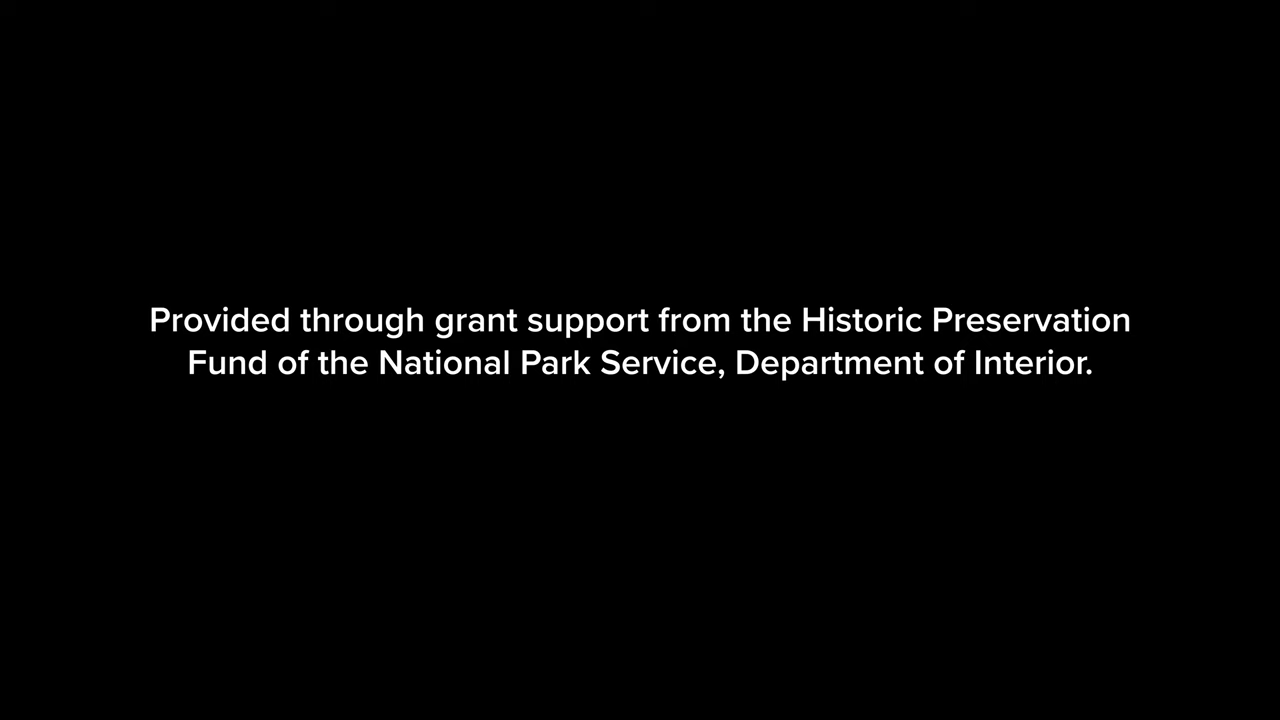 Provided through grant support from the Historic Preservation
Fund of the National Park Service, Department of Interior.